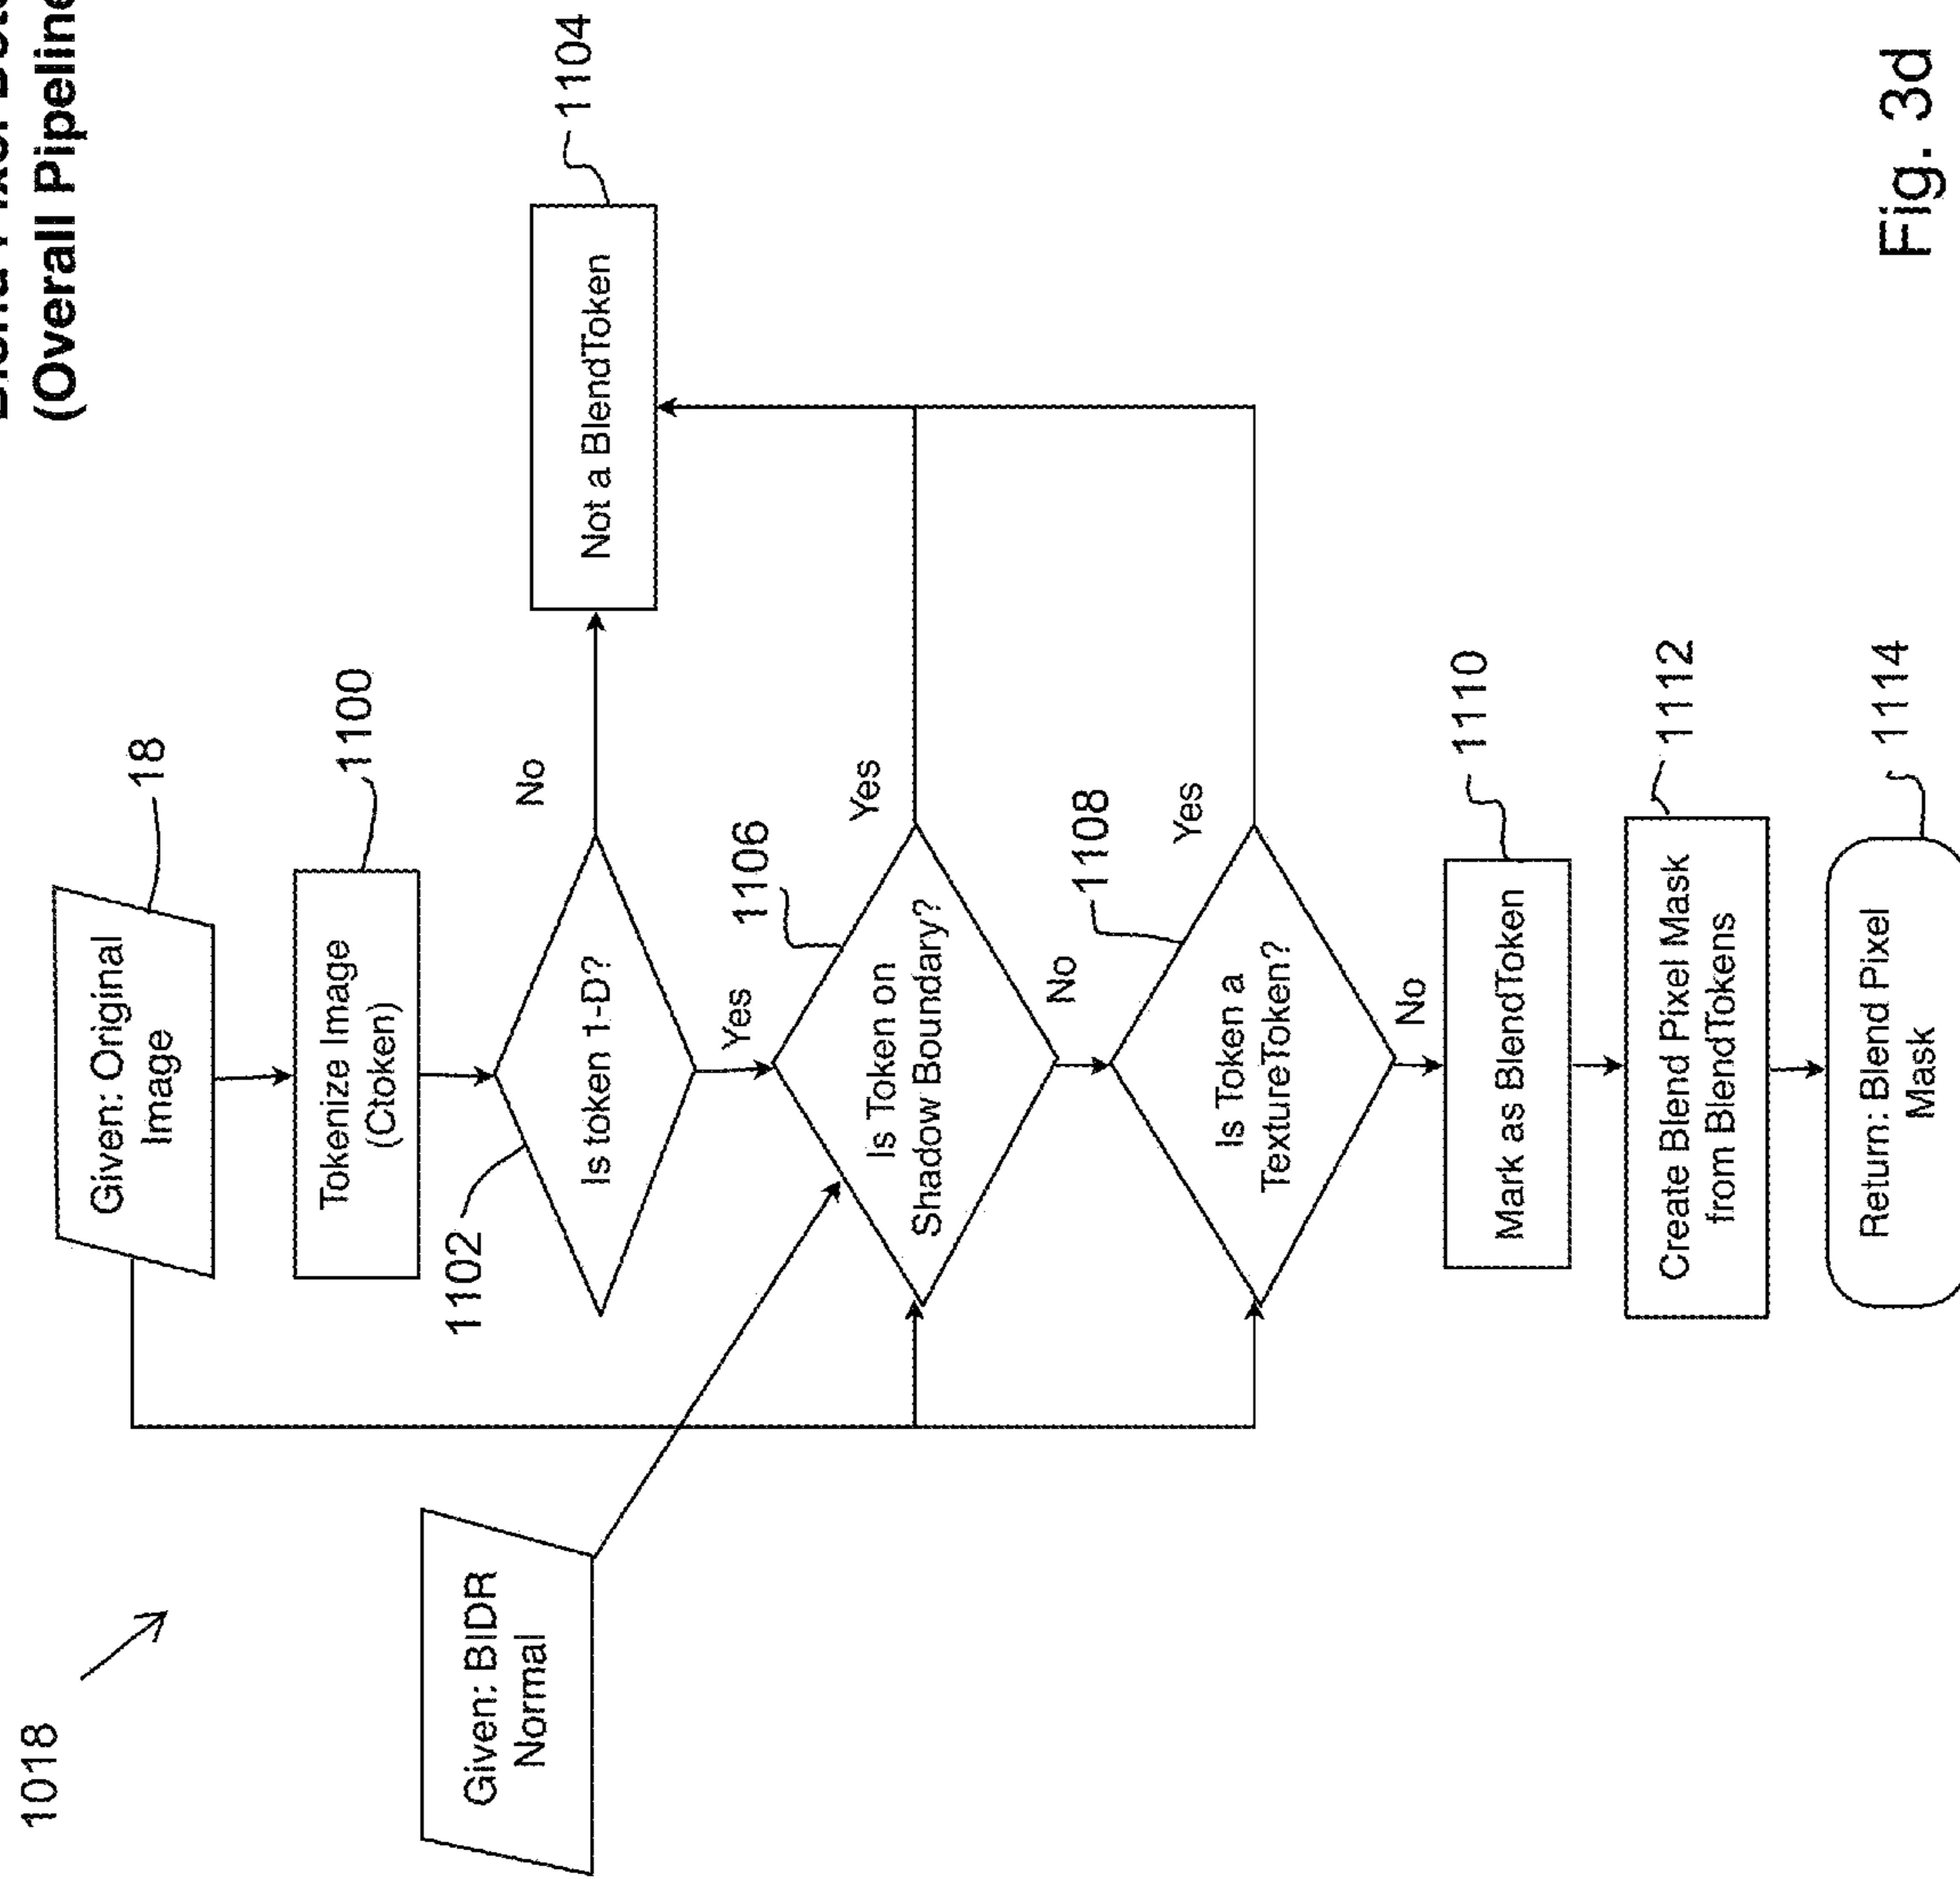 (Overall Pipeline
1018
Given: Original
Image
18
Tokenize Image
(Ctoken)
1100
Given: BIDR
Normal
1102
Is token 1-D?
No
Not a BlendToken
1104
Yes
1106
Is Token on
Shadow Boundary?
Yes
No
1108
Is Token a
TextureToken?
Yes
No
Mark as BlendToken
1110
Create Blend Pixel Mask
from BlendTokens
1112
Return: Blend Pixel
Mask
1114
Fig. 3d